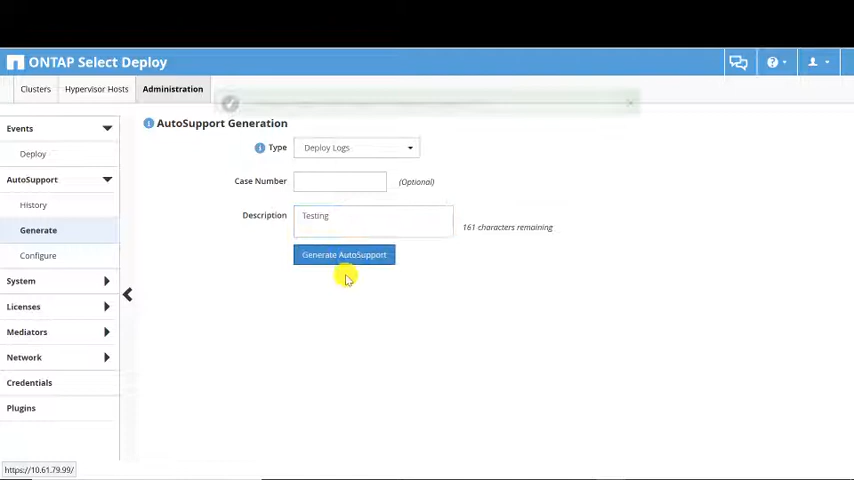 ONTAP Select Deploy
Clusters Hypervisor Hosts Administration
Events
Deploy
AutoSupport
History
Generate
Configure
System
Licenses
Mediators
Network
Credentials
Plugins
AutoSupport Generation
Type Deploy Logs
Case Number (Optional)
Description Testing
161 characters remaining
Generate AutoSupport
https://10.61.79.99/